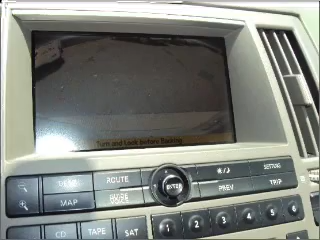 Turn and Look before Backing
ROUTE
SETTING
MAP
ENTER
PREV
TRIP
1
2
3
4
5
CD
TAPE
SAT